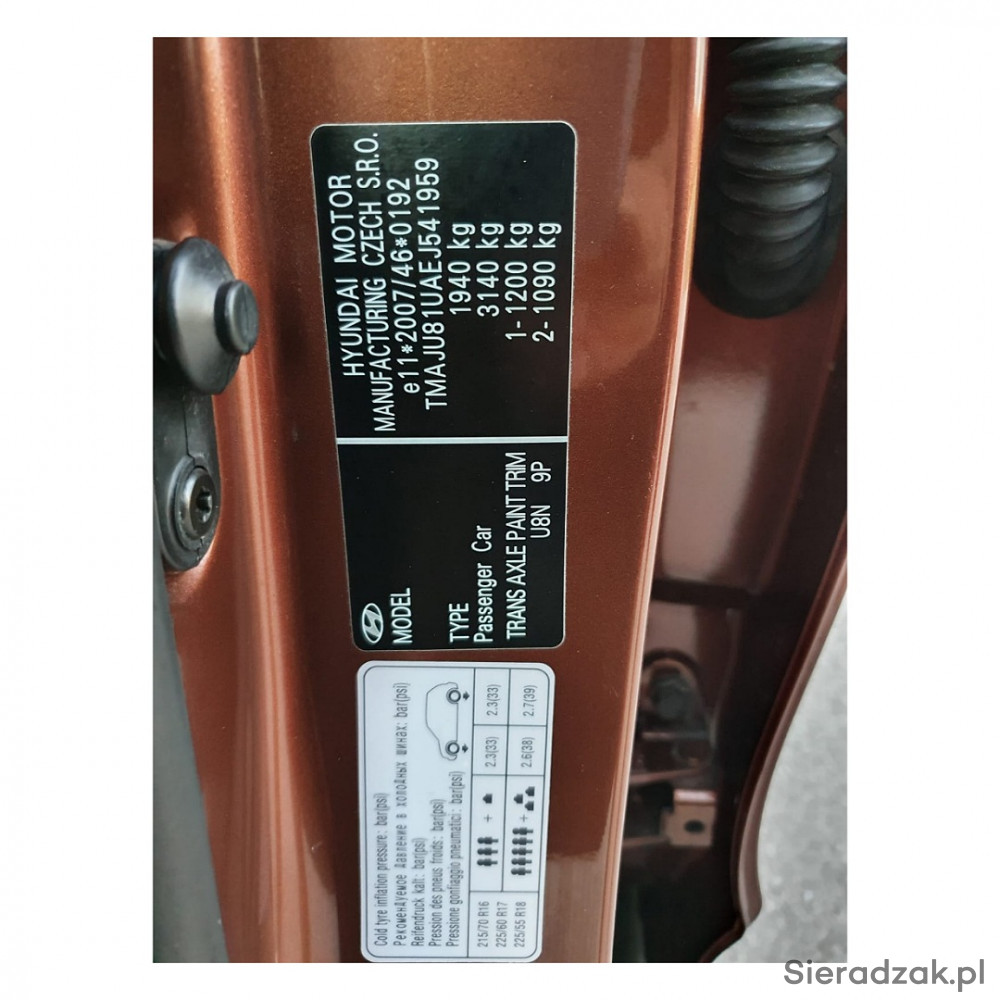 HYUNDAI MOTOR
MANUFACTURING CZECH S.R.O.
e11*2007/46*0192
TMAJU81UAEJ541959
1940 kg
3140 kg
1- 1200 kg
2- 1090 kg
MODEL
TYPE
Passenger Car
TRANS AXLE PAINT TRIM
U8N 9P
Cold tyre inflation pressure: bar(psi)
Рекомендуемое давление в холодных шинах: bar(psi)
Reifendruck kalt: bar(psi)
Pression des pneus froids: bar(psi)
Pressione gonfiaggio pneumatici: bar(psi)
215/70 R16
225/60 R17
225/55 R18
+ 2.3(33) 2.3(33)
+ 2.6(38) 2.7(39)
Sieradzak.pl